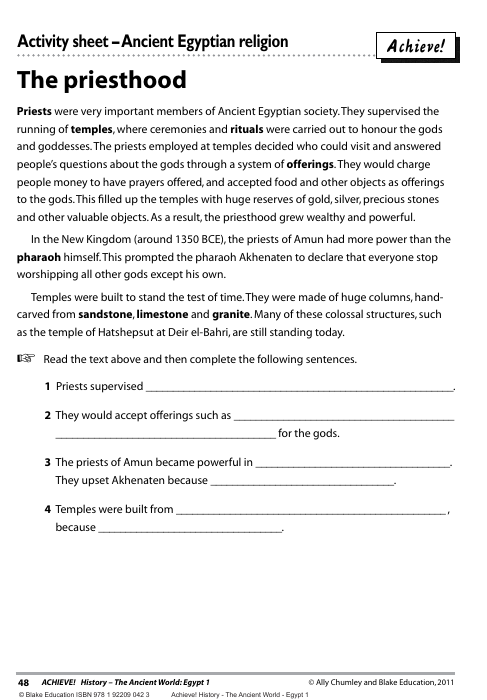 Activity sheet – Ancient Egyptian religion
Achieve!
The priesthood
Priests were very important members of Ancient Egyptian society. They supervised the
running of temples, where ceremonies and rituals were carried out to honour the gods
and goddesses. The priests employed at temples decided who could visit and answered
people's questions about the gods through a system of offerings. They would charge
people money to have prayers offered, and accepted food and other objects as offerings
to the gods. This filled up the temples with huge reserves of gold, silver, precious stones
and other valuable objects. As a result, the priesthood grew wealthy and powerful.
In the New Kingdom (around 1350 BCE), the priests of Amun had more power than the
pharaoh himself. This prompted the pharaoh Akhenaten to declare that everyone stop
worshipping all other gods except his own.
Temples were built to stand the test of time. They were made of huge columns, hand-
carved from sandstone, limestone and granite. Many of these colossal structures, such
as the temple of Hatshepsut at Deir el-Bahri, are still standing today.
Read the text above and then complete the following sentences.
1 Priests supervised ____________________.
2 They would accept offerings such as ____________________
____________________ for the gods.
3 The priests of Amun became powerful in ____________________.
They upset Akhenaten because ____________________.
4 Temples were built from ____________________,
because ____________________.
48 ACHIEVE! History – The Ancient World: Egypt 1 © Ally Chumley and Blake Education, 2011
© Blake Education ISBN 978 1 92209 042 3 Achieve! History - The Ancient World - Egypt 1